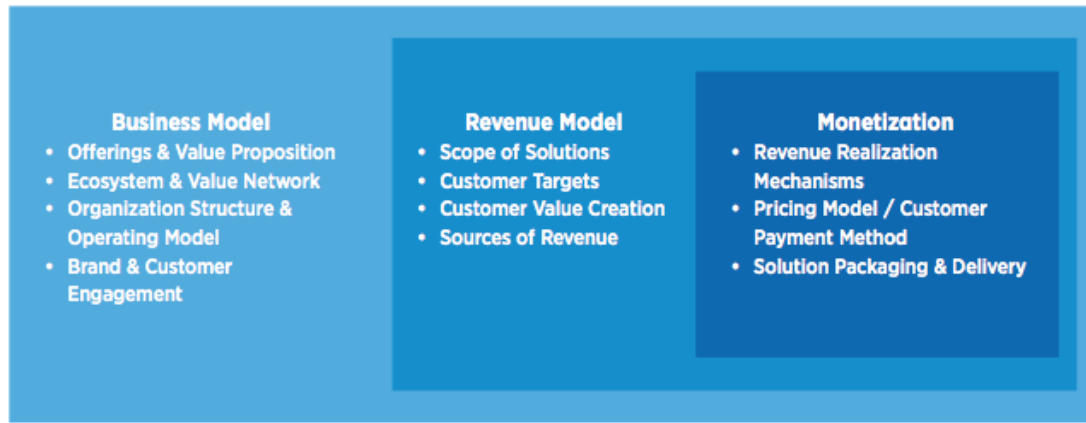 Business Model
• Offerings & Value Proposition
• Ecosystem & Value Network
• Organization Structure &
Operating Model
• Brand & Customer
Engagement
Revenue Model
• Scope of Solutions
• Customer Targets
• Customer Value Creation
• Sources of Revenue
Monetization
• Revenue Realization
Mechanisms
• Pricing Model / Customer
Payment Method
• Solution Packaging & Delivery